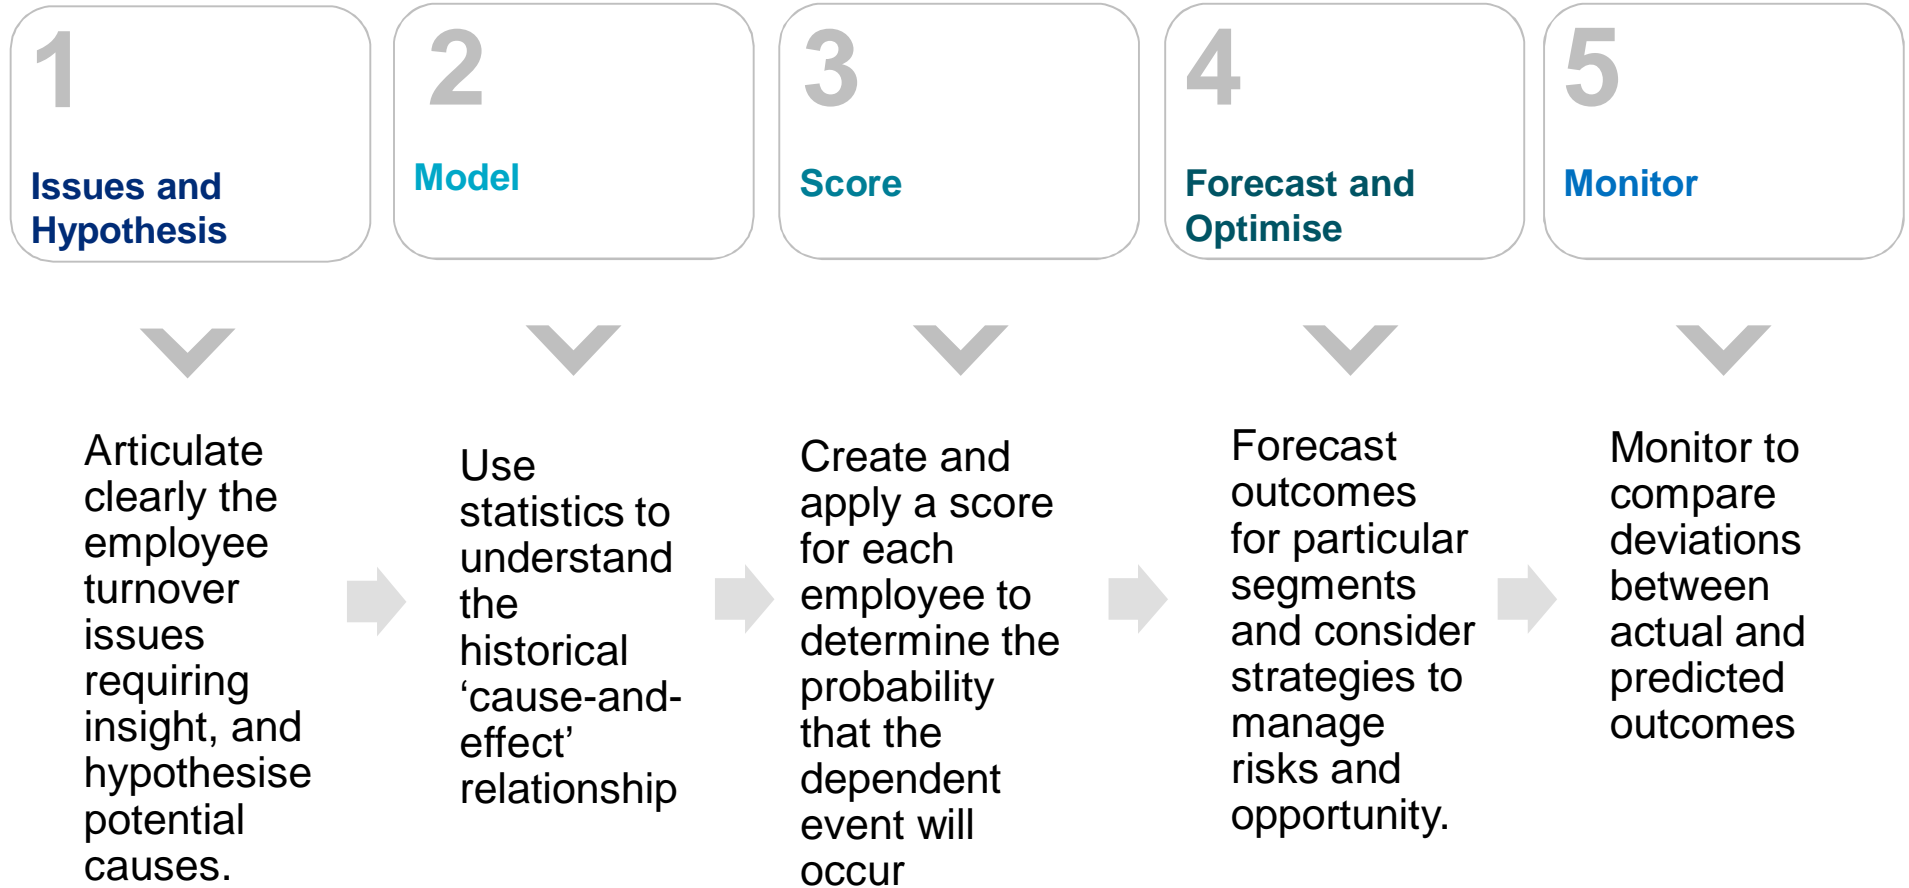 1
Issues and
Hypothesis
2
Model
3
Score
4
Forecast and
Optimise
5
Monitor
Articulate
clearly the
employee
turnover
issues
requiring
insight, and
hypothesise
potential
causes.
Use
statistics to
understand
the
historical
‘cause-and-
effect’
relationship
Create and
apply a score
for each
employee to
determine the
probability
that the
dependent
event will
occur
Forecast
outcomes
for particular
segments
and consider
strategies to
manage
risks and
opportunity.
Monitor to
compare
deviations
between
actual and
predicted
outcomes